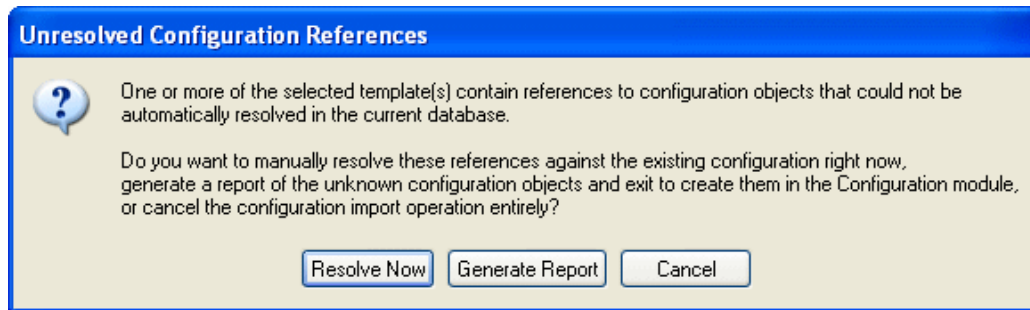 Unresolved Configuration References
One or more of the selected template(s) contain references to configuration objects that could not be
automatically resolved in the current database.
Do you want to manually resolve these references against the existing configuration right now,
generate a report of the unknown configuration objects and exit to create them in the Configuration module,
or cancel the configuration import operation entirely?
Resolve Now Generate Report Cancel